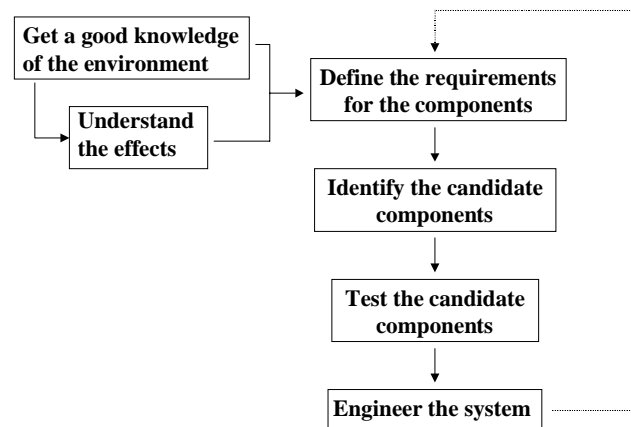 Get a good knowledge
of the environment
Understand
the effects
Define the requirements
for the components
Identify the candidate
components
Test the candidate
components
Engineer the system